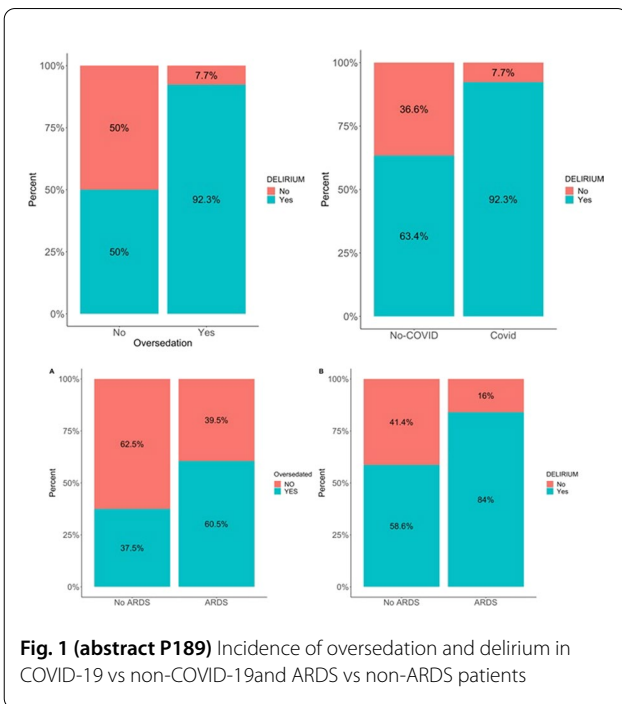 100%
7.7%
75%
50%
DELIRIUM
No
Yes
Percent
50%
92.3%
25%
50%
0%
No
Yes
Oversedation
100%
7.7%
36.6%
75%
DELIRIUM
No
Yes
Percent
50%
92.3%
63.4%
25%
0%
No-COVID
Covid
A
100%
39.5%
62.5%
75%
Oversedated
NO
YES
Percent
50%
60.5%
37.5%
25%
0%
No ARDS
ARDS
B
100%
16%
41.4%
75%
DELIRIUM
No
Yes
Percent
50%
84%
58.6%
25%
0%
No ARDS
ARDS
Fig. 1 (abstract P189) Incidence of oversedation and delirium in
COVID-19 vs non-COVID-19and ARDS vs non-ARDS patients